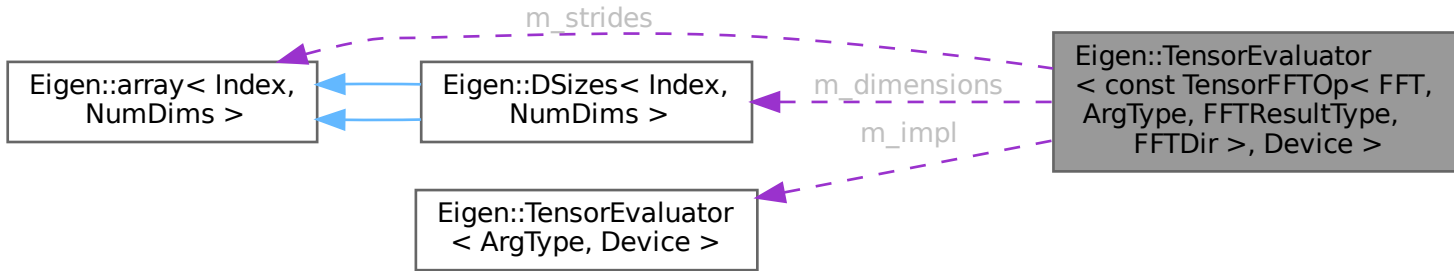 m_strides
Eigen::array< Index,
NumDims >
Eigen::DSizes< Index,
NumDims >
m_dimensions
m_impl
Eigen::TensorEvaluator
< const TensorFFTOp< FFT,
ArgType, FFTResultType,
FFTDir >, Device >
Eigen::TensorEvaluator
< ArgType, Device >